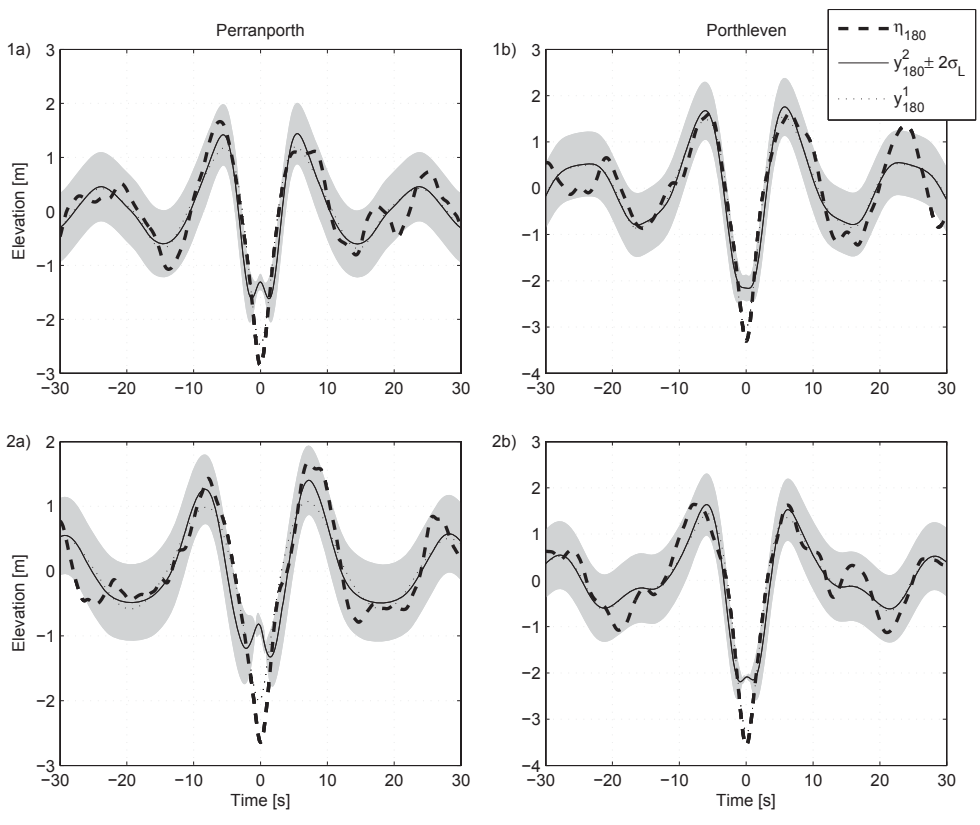 Perranporth
Porthleven
η180
y²180 ± 2σL
y¹180
1a)
3
2
1
0
−1
−2
−3
Elevation [m]
−30 −20 −10 0 10 20 30
1b)
3
2
1
0
−1
−2
−3
−4
−30 −20 −10 0 10 20 30
2a)
2
1
0
−1
−2
−3
Elevation [m]
−30 −20 −10 0 10 20 30
Time [s]
2b)
3
2
1
0
−1
−2
−3
−4
−30 −20 −10 0 10 20 30
Time [s]